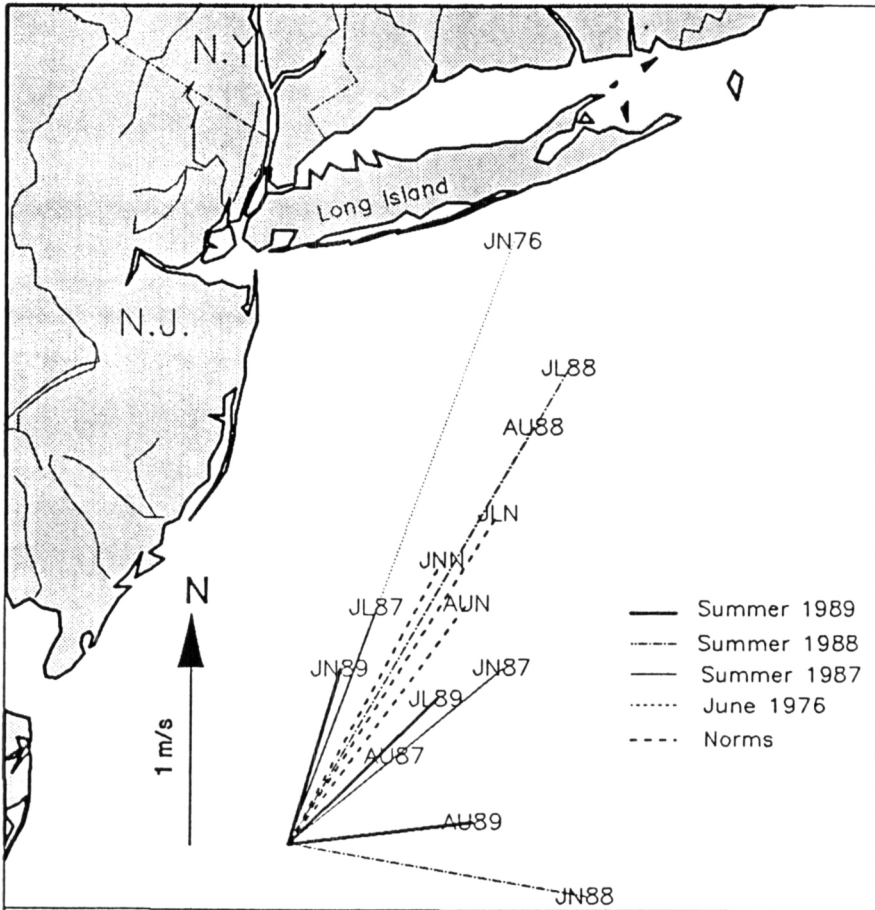 N.Y
Long Island
JN76
N.J.
JL88
AU88
JLN
JNN
N
JL87
AUN
Summer 1989
Summer 1988
JN89
JN87
Summer 1987
JL89
June 1976
1 m/s
AU87
Norms
AU89
JN88